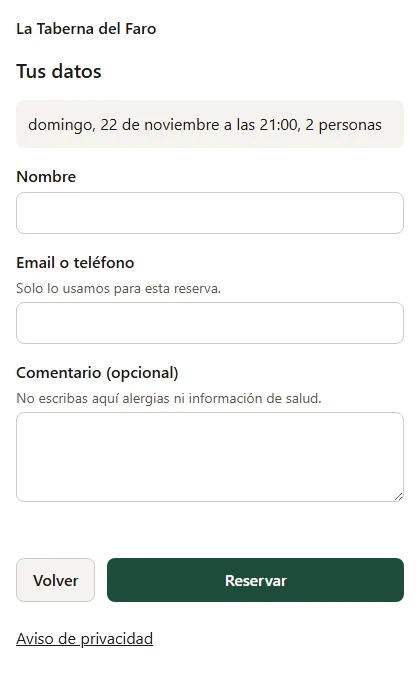 La Taberna del Faro
Tus datos
domingo, 22 de noviembre a las 21:00, 2 personas
Nombre
Email o teléfono
Solo lo usamos para esta reserva.
Comentario (opcional)
No escribas aquí alergias ni información de salud.
Volver
Reservar
Aviso de privacidad